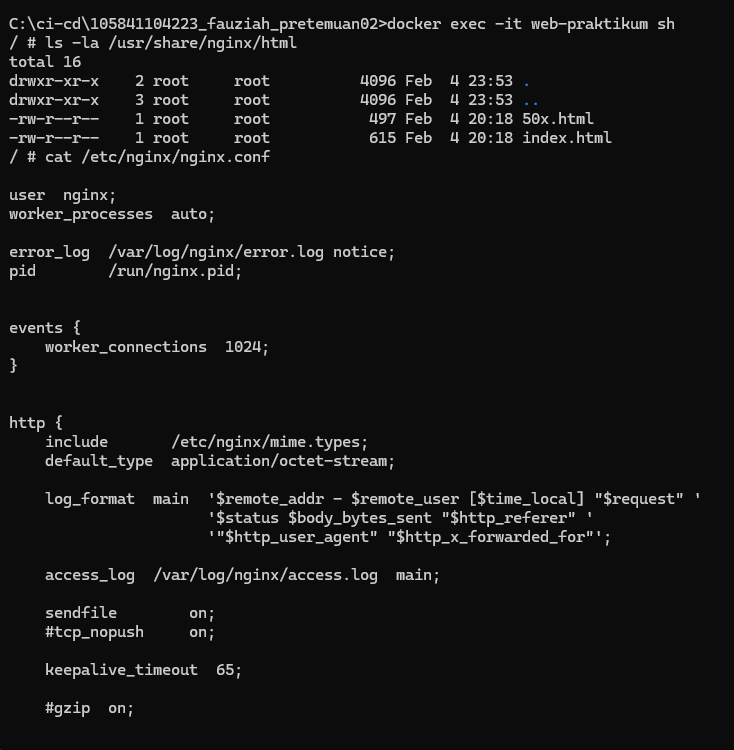 C:\ci-cd\105841104223_fauziah_pretemuan02>docker exec -it web-praktikum sh
/ # ls -la /usr/share/nginx/html
total 16
drwxr-xr-x    2 root     root          4096 Feb  4 23:53 .
drwxr-xr-x    3 root     root          4096 Feb  4 23:53 ..
-rw-r--r--    1 root     root           497 Feb  4 20:18 50x.html
-rw-r--r--    1 root     root           615 Feb  4 20:18 index.html
/ # cat /etc/nginx/nginx.conf
user  nginx;
worker_processes  auto;
error_log  /var/log/nginx/error.log notice;
pid        /run/nginx.pid;
events {
    worker_connections  1024;
}
http {
    include       /etc/nginx/mime.types;
    default_type  application/octet-stream;
    log_format  main  '$remote_addr - $remote_user [$time_local] "$request" '
                      '$status $body_bytes_sent "$http_referer" '
                      '"$http_user_agent" "$http_x_forwarded_for"';
    access_log  /var/log/nginx/access.log  main;
    sendfile        on;
    #tcp_nopush     on;
    keepalive_timeout  65;
    #gzip  on;